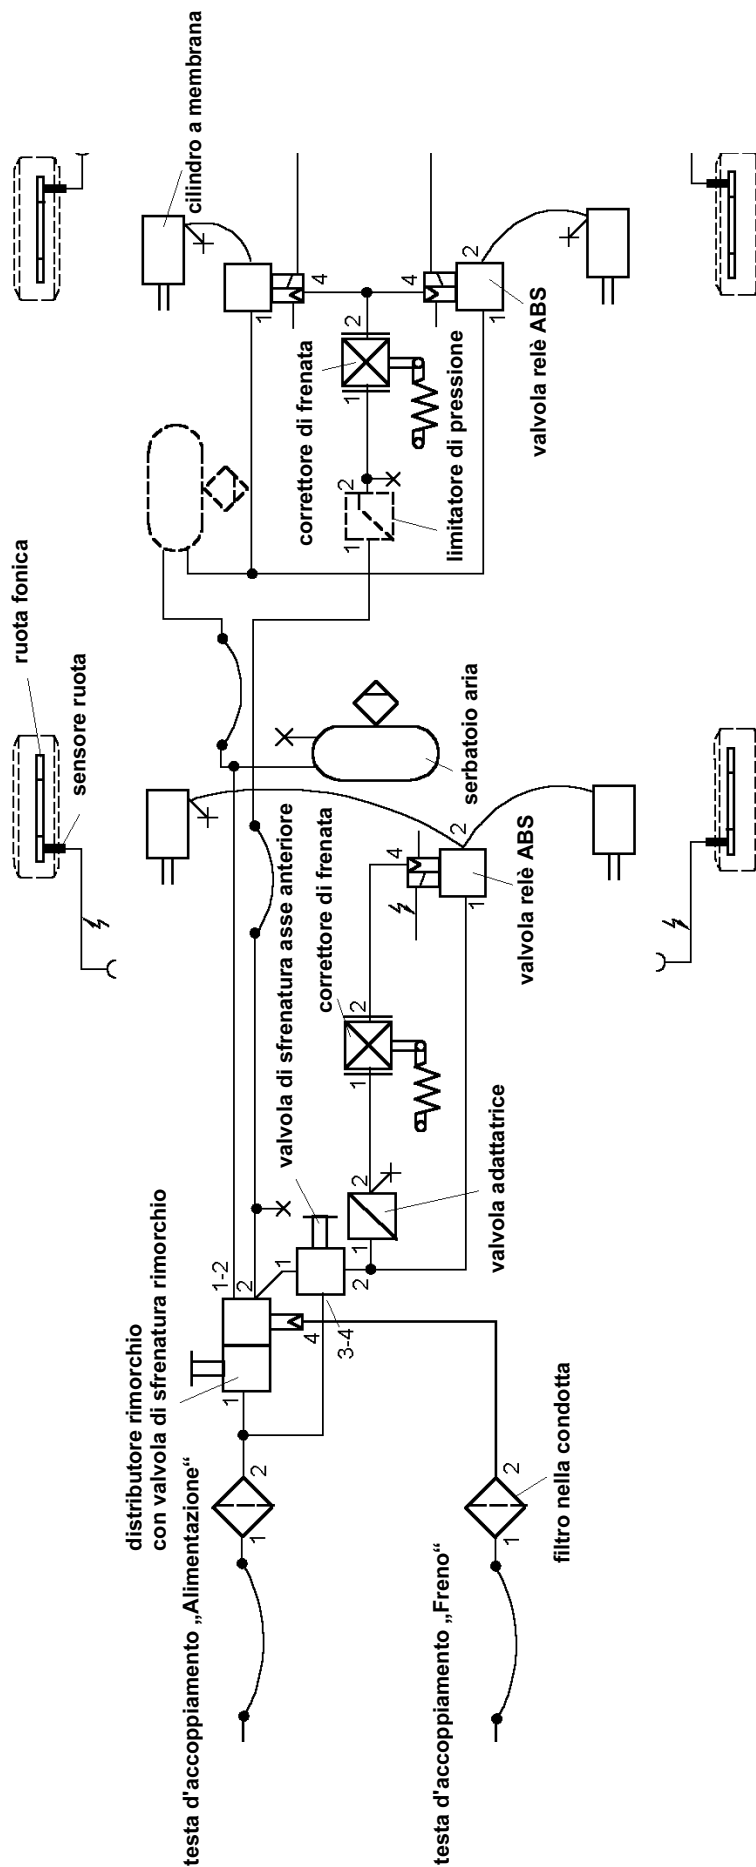 testa d'accoppiamento „Alimentazione“
distributore rimorchio
con valvola di sfrenatura rimorchio
1
2
1
1-2
2
4
1
3-4
2
valvola di sfrenatura asse anteriore
1
2
valvola adattatrice
testa d'accoppiamento „Freno“
1
2
filtro nella condotta
correttore di frenata
1
2
4
1
2
valvola relè ABS
serbatoio aria
sensore ruota
ruota fonica
1
2
limitatore di pressione
correttore di frenata
1
2
cilindro a membrana
1
4
4
1
2
valvola relè ABS